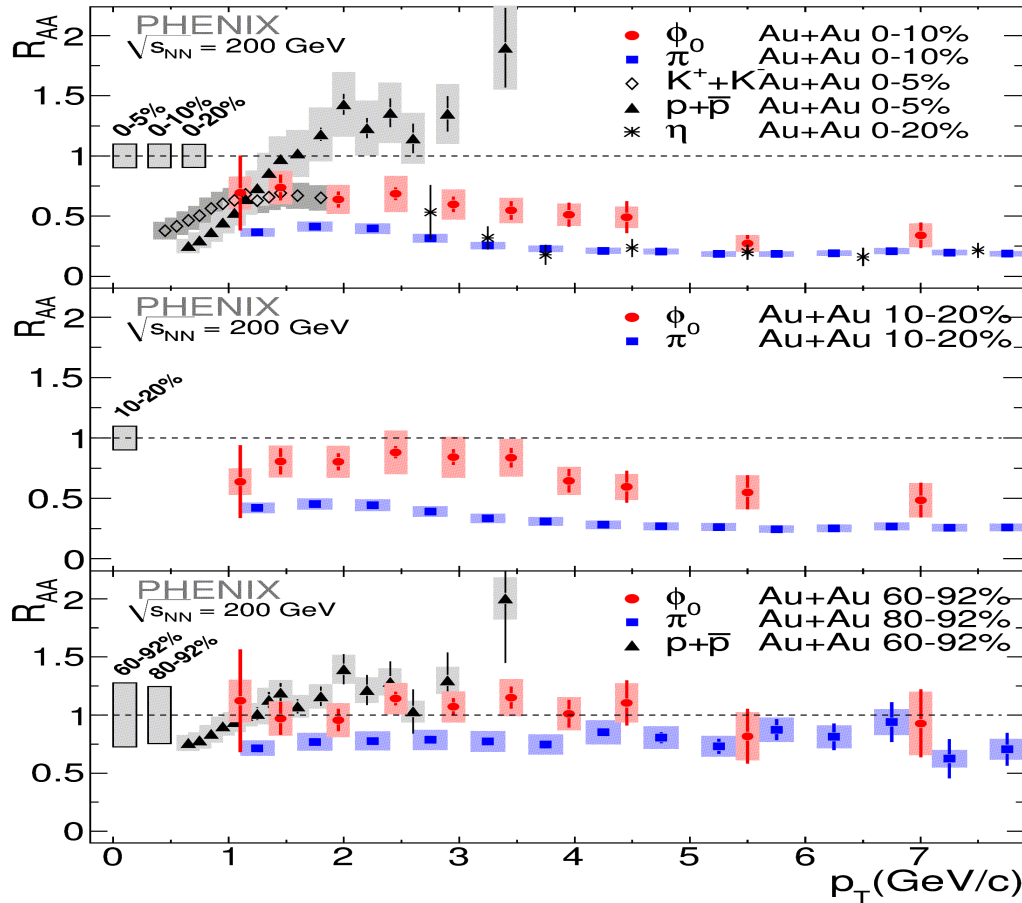 PHENIX
√sNN = 200 GeV
ϕ Au+Au 0-10%
π0 Au+Au 0-10%
K+ +K- Au+Au 0-5%
p+p̅ Au+Au 0-5%
η Au+Au 0-20%
0-5%
0-10%
0-20%
RAA
2
1.5
1
0.5
0
PHENIX
√sNN = 200 GeV
ϕ Au+Au 10-20%
π0 Au+Au 10-20%
10-20%
RAA
2
1.5
1
0.5
0
PHENIX
√sNN = 200 GeV
ϕ Au+Au 60-92%
π0 Au+Au 80-92%
p+p̅ Au+Au 60-92%
60-92%
80-92%
RAA
2
1.5
1
0.5
0
0 1 2 3 4 5 6 7
pT(GeV/c)